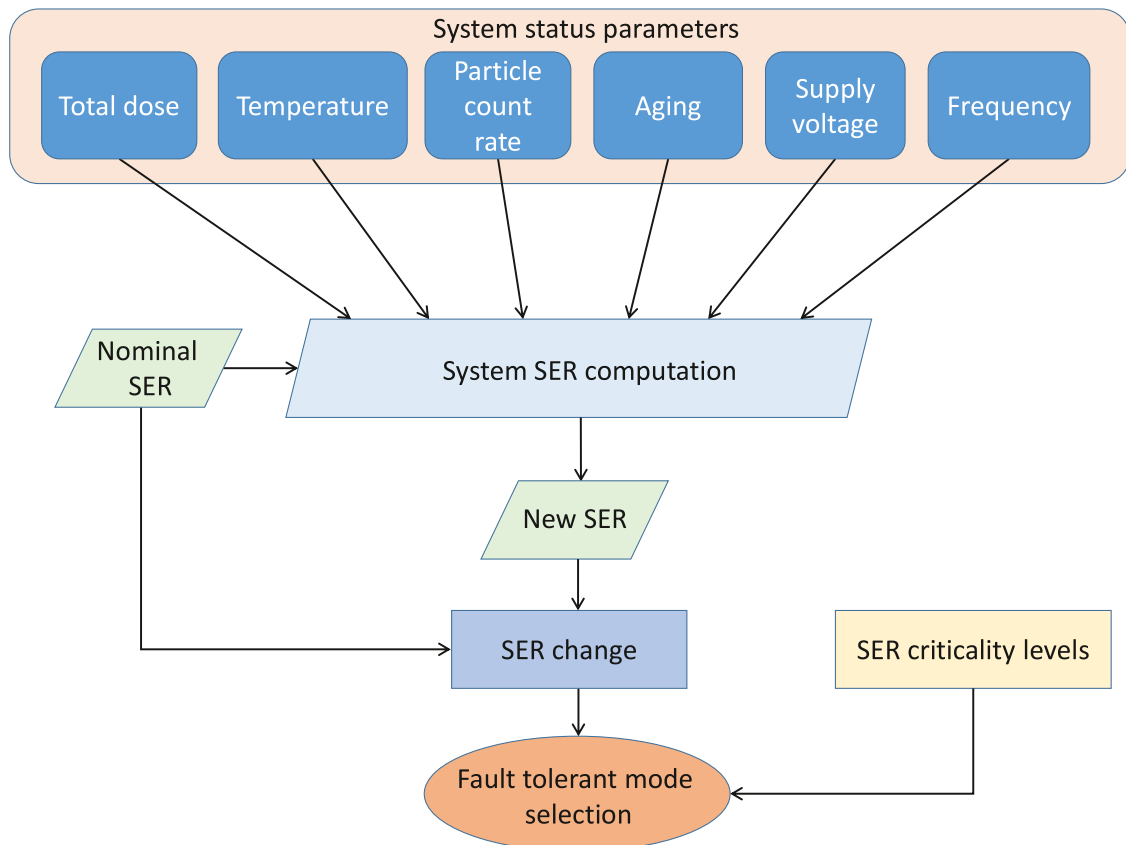 System status parameters
Total dose
Temperature
Particle
count
rate
Aging
Supply
voltage
Frequency
Nominal
SER
System SER computation
New SER
SER change
SER criticality levels
Fault tolerant mode
selection